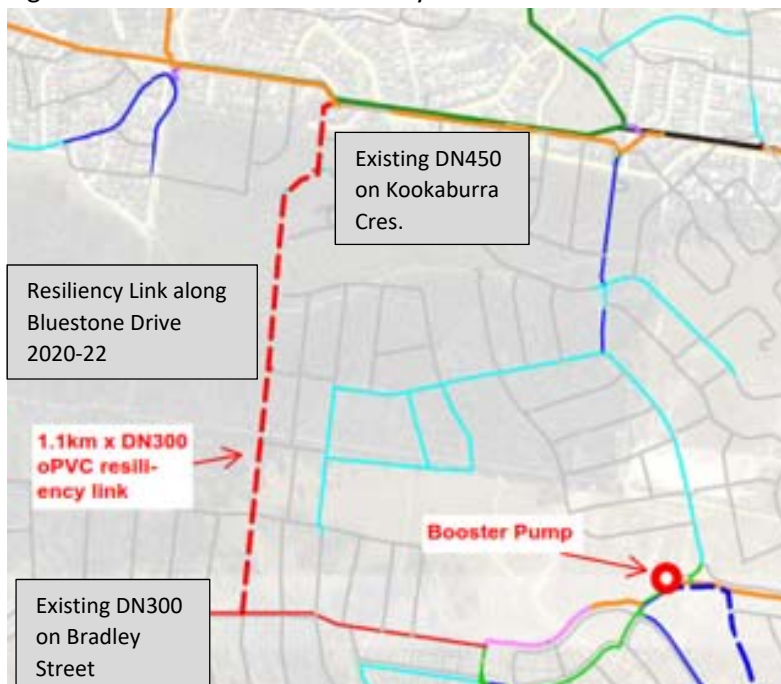 Existing DN450
on Kookaburra
Cres.
Resiliency Link along
Bluestone Drive
2020-22
1.1km x DN300
oPVC resili-
ency link
Booster Pump
Existing DN300
on Bradley
Street